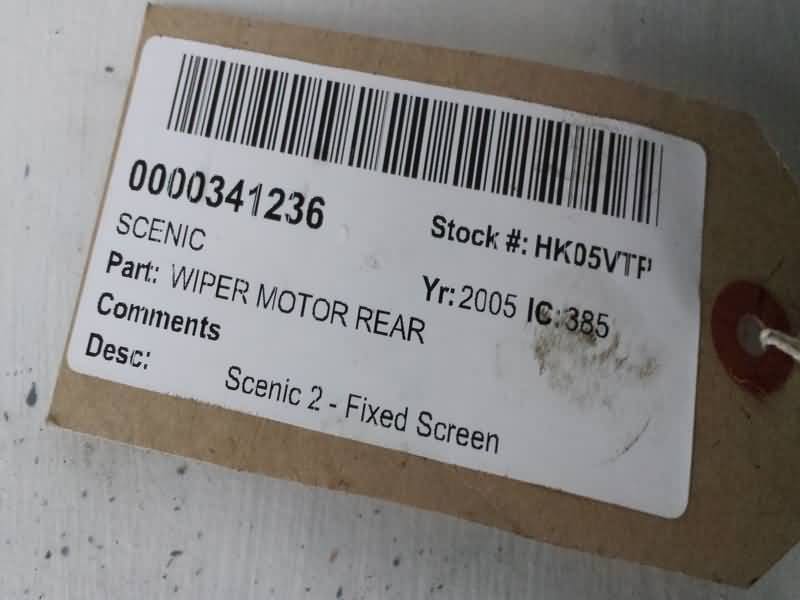 0000341236
Stock #: HK05VTP
SCENIC
Yr: 2005 IC: 385
Part: WIPER MOTOR REAR
Comments
Desc:
Scenic 2 - Fixed Screen